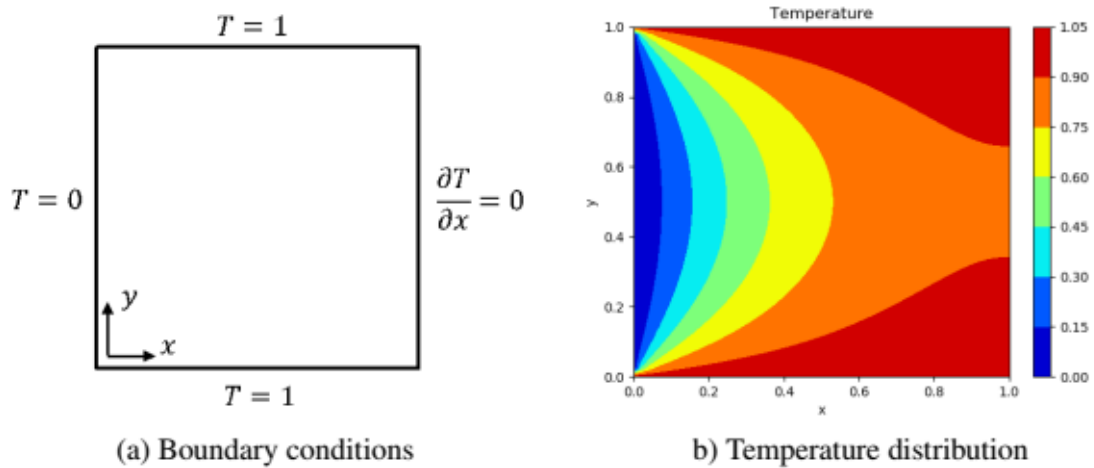 T = 1
T = 0
∂T/∂x = 0
y
x
T = 1
(a) Boundary conditions
Temperature
1.0
0.8
0.6
0.4
0.2
0.0
y
0.0 0.2 0.4 0.6 0.8 1.0
x
1.05
0.90
0.75
0.60
0.45
0.30
0.15
0.00
b) Temperature distribution